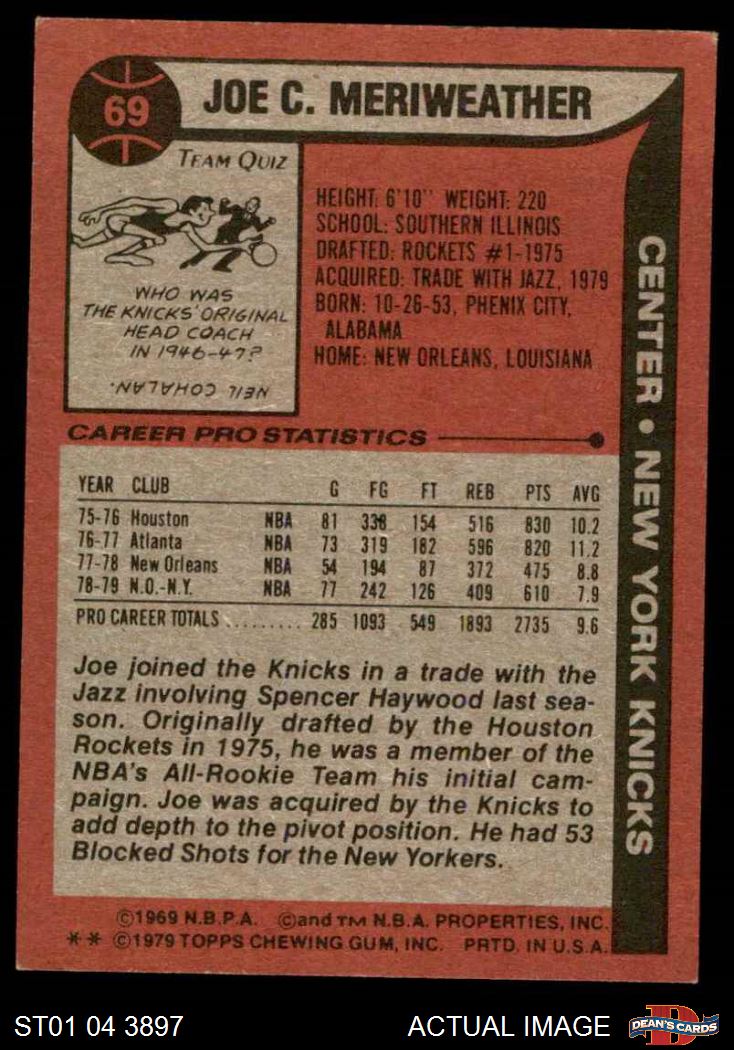 69
JOE C. MERIWEATHER
TEAM QUIZ
WHO WAS
THE KNICKS' ORIGINAL
HEAD COACH
IN 1946-47?
NEIL COHALAN.
HEIGHT: 6'10" WEIGHT: 220
SCHOOL: SOUTHERN ILLINOIS
DRAFTED: ROCKETS #1-1975
ACQUIRED: TRADE WITH JAZZ, 1979
BORN: 10-26-53, PHENIX CITY,
ALABAMA
HOME: NEW ORLEANS, LOUISIANA
CENTER • NEW YORK KNICKS
CAREER PRO STATISTICS
YEAR CLUB G FG FT REB PTS AVG
75-76 Houston NBA 81 338 154 516 830 10.2
76-77 Atlanta NBA 73 319 182 596 820 11.2
77-78 New Orleans NBA 54 194 87 372 475 8.8
78-79 N.O.-N.Y. NBA 77 242 126 409 610 7.9
PRO CAREER TOTALS ......... 285 1093 549 1893 2735 9.6
Joe joined the Knicks in a trade with the
Jazz involving Spencer Haywood last sea-
son. Originally drafted by the Houston
Rockets in 1975, he was a member of the
NBA's All-Rookie Team his initial cam-
paign. Joe was acquired by the Knicks to
add depth to the pivot position. He had 53
Blocked Shots for the New Yorkers.
©1969 N.B.P.A. ©and TM N.B.A. PROPERTIES, INC.
** ©1979 TOPPS CHEWING GUM, INC. PRTD. IN U.S.A.
ST01 04 3897
ACTUAL IMAGE
D
DEAN'S CARDS